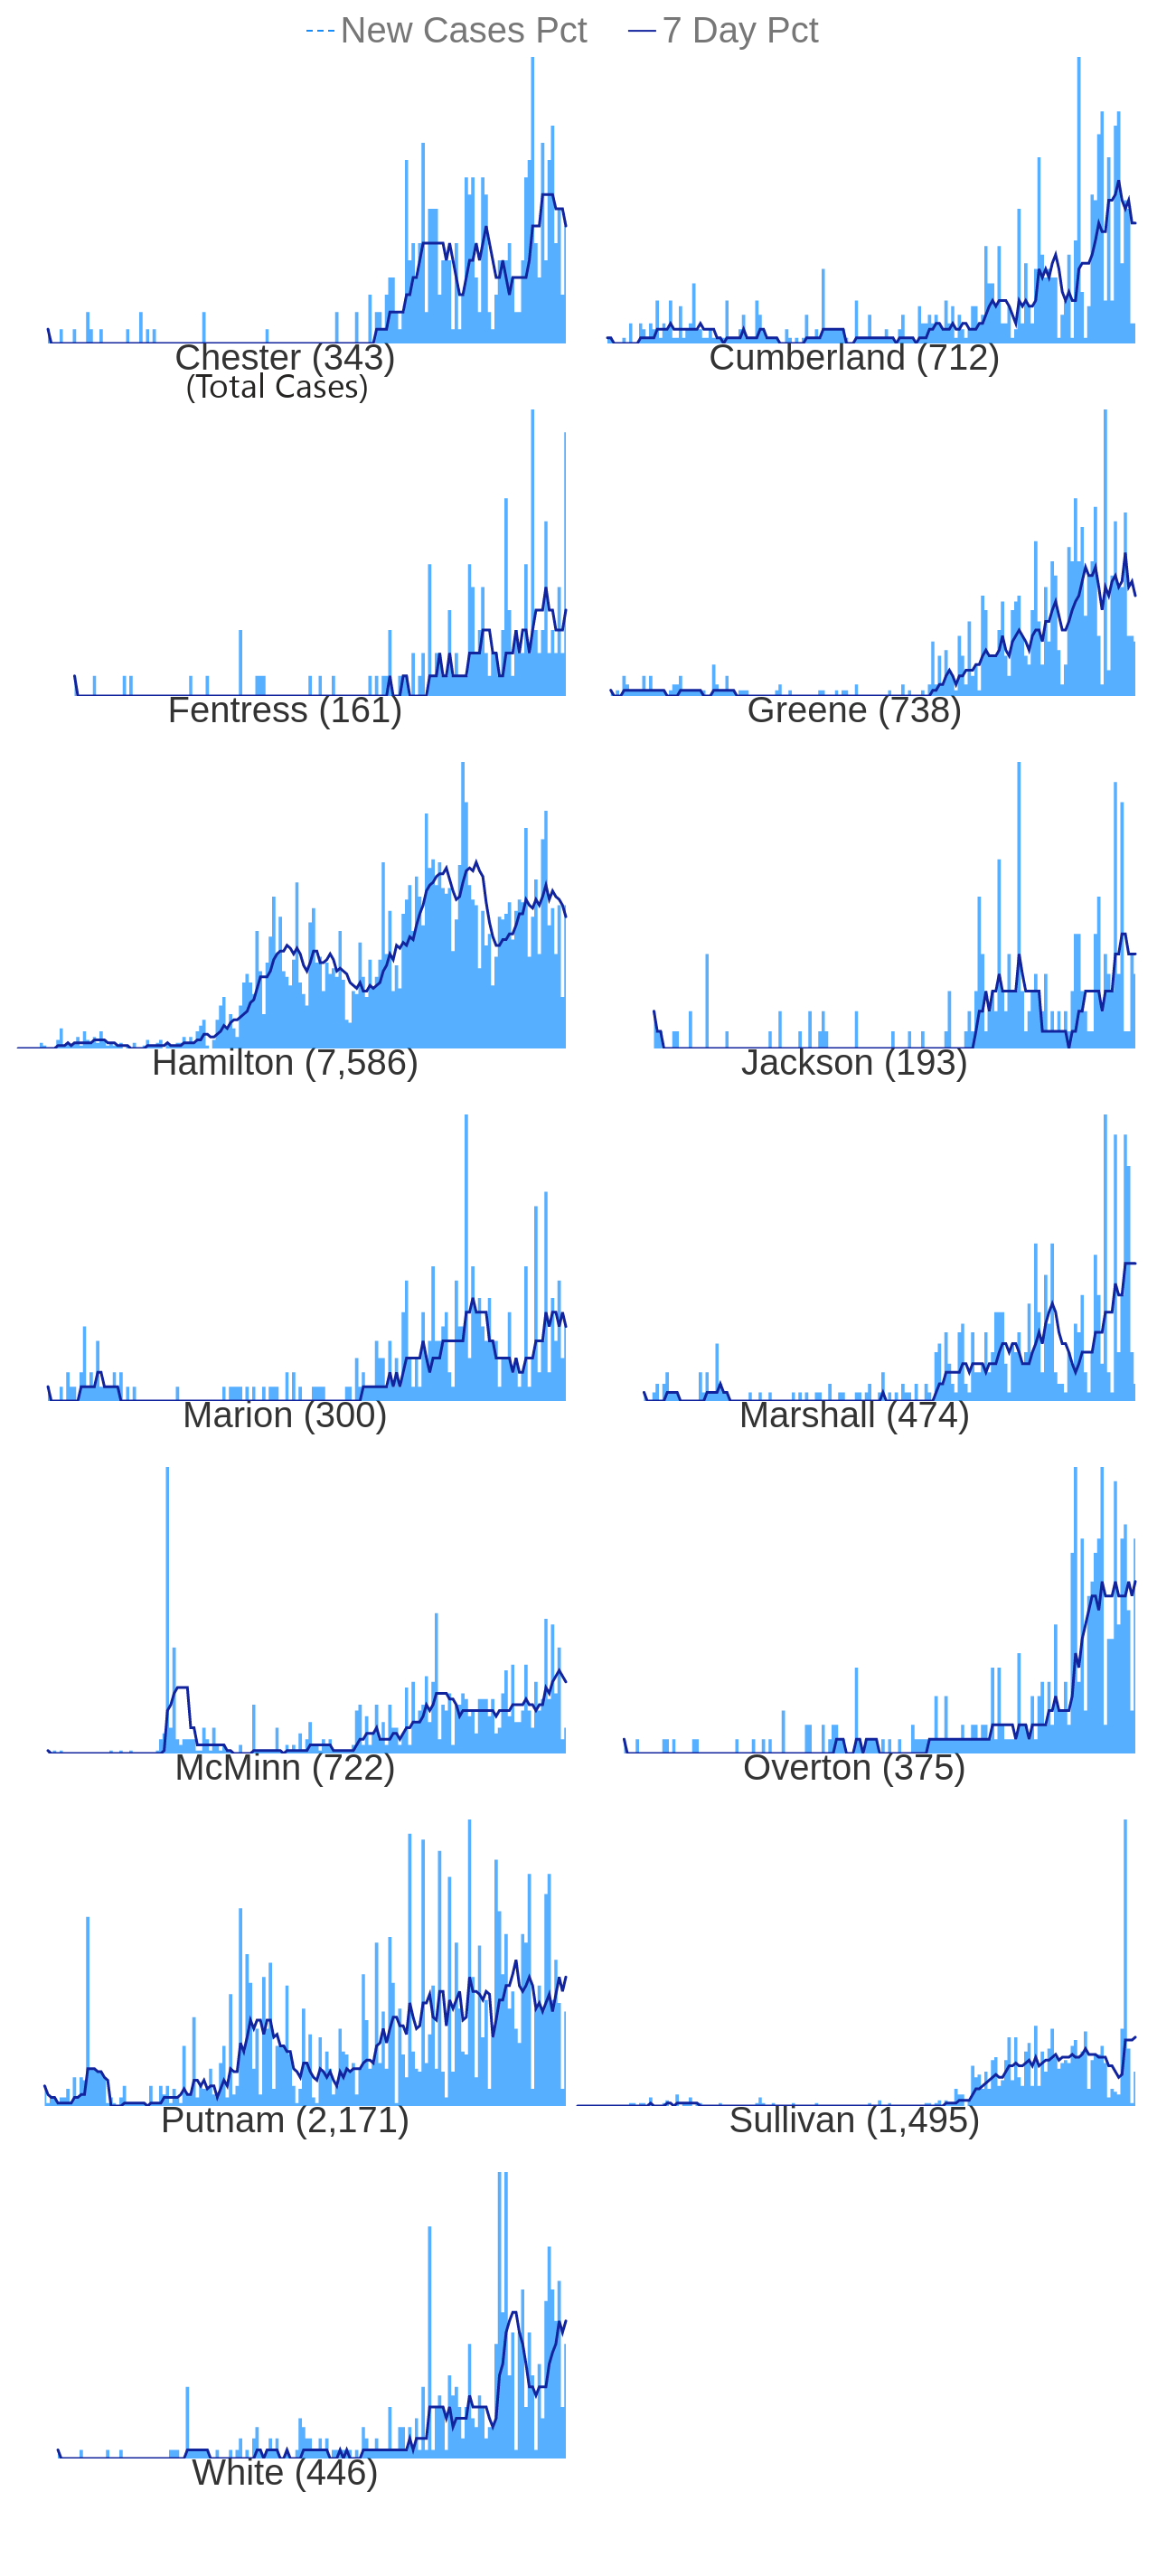 New Cases Pct 7 Day Pct
Chester (343) Cumberland (712)
(Total Cases)
Fentress (161) Greene (738)
Hamilton (7,586) Jackson (193)
Marion (300) Marshall (474)
McMinn (722) Overton (375)
Putnam (2,171) Sullivan (1,495)
White (446)